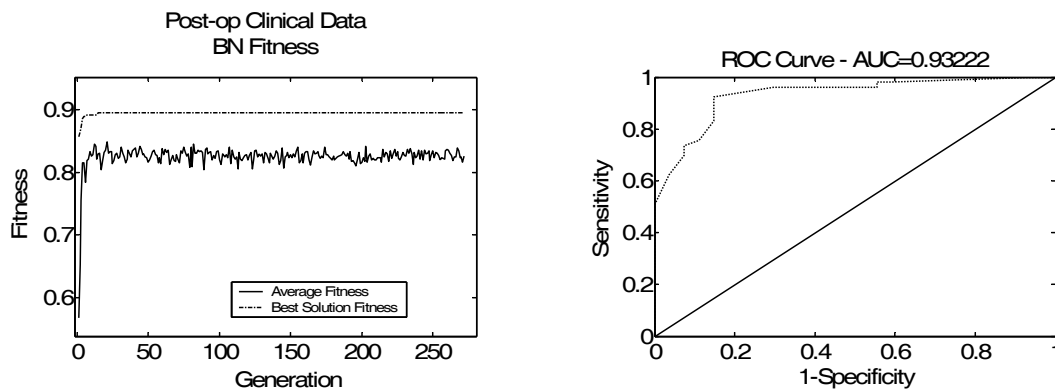 Post-op Clinical Data
BN Fitness
0.9
0.8
0.7
0.6
Fitness
0 50 100 150 200 250
Generation
Average Fitness
Best Solution Fitness
ROC Curve - AUC=0.93222
1
0.8
0.6
0.4
0.2
0
Sensitivity
0 0.2 0.4 0.6 0.8 1
1-Specificity